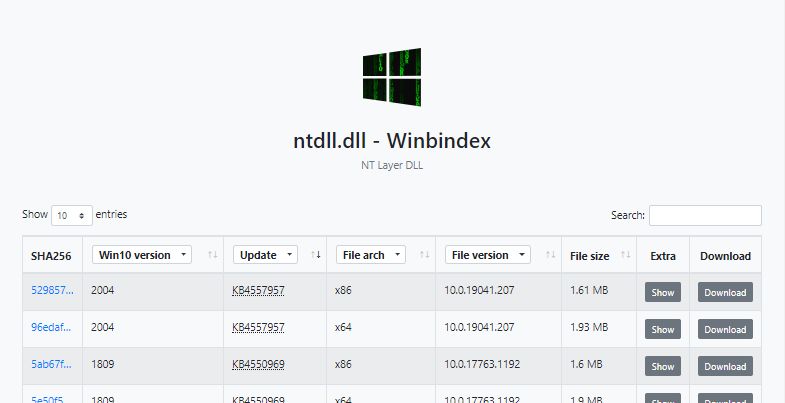 ntdll.dll - Winbindex
NT Layer DLL
Show 10 entries Search:
SHA256 Win10 version Update File arch File version File size Extra Download
529857... 2004 KB4557957 x86 10.0.19041.207 1.61 MB Show Download
96edaf... 2004 KB4557957 x64 10.0.19041.207 1.93 MB Show Download
5ab67f... 1809 KB4550969 x86 10.0.17763.1192 1.6 MB Show Download
5e50f5... 1809 KB4550969 x64 10.0.17763.1192 1.9 MB Show Download